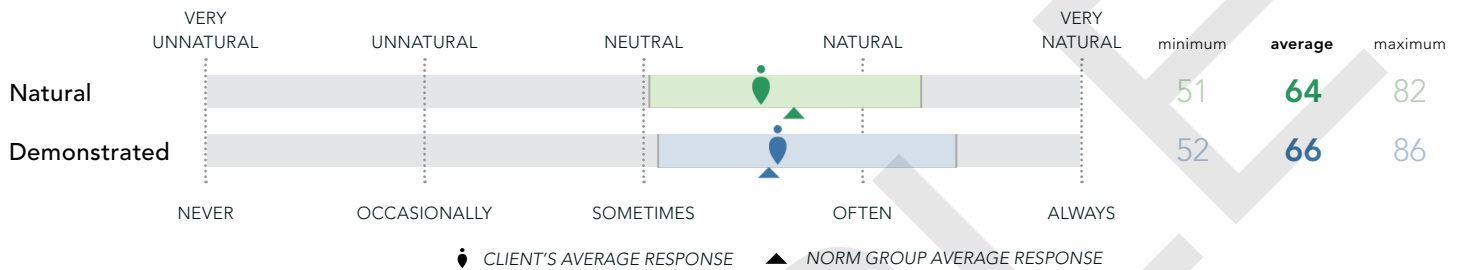 VERY UNNATURAL
UNNATURAL
NEUTRAL
NATURAL
VERY NATURAL
minimum
average
maximum
Natural
51
64
82
Demonstrated
52
66
86
NEVER
OCCASIONALLY
SOMETIMES
OFTEN
ALWAYS
CLIENT'S AVERAGE RESPONSE
NORM GROUP AVERAGE RESPONSE